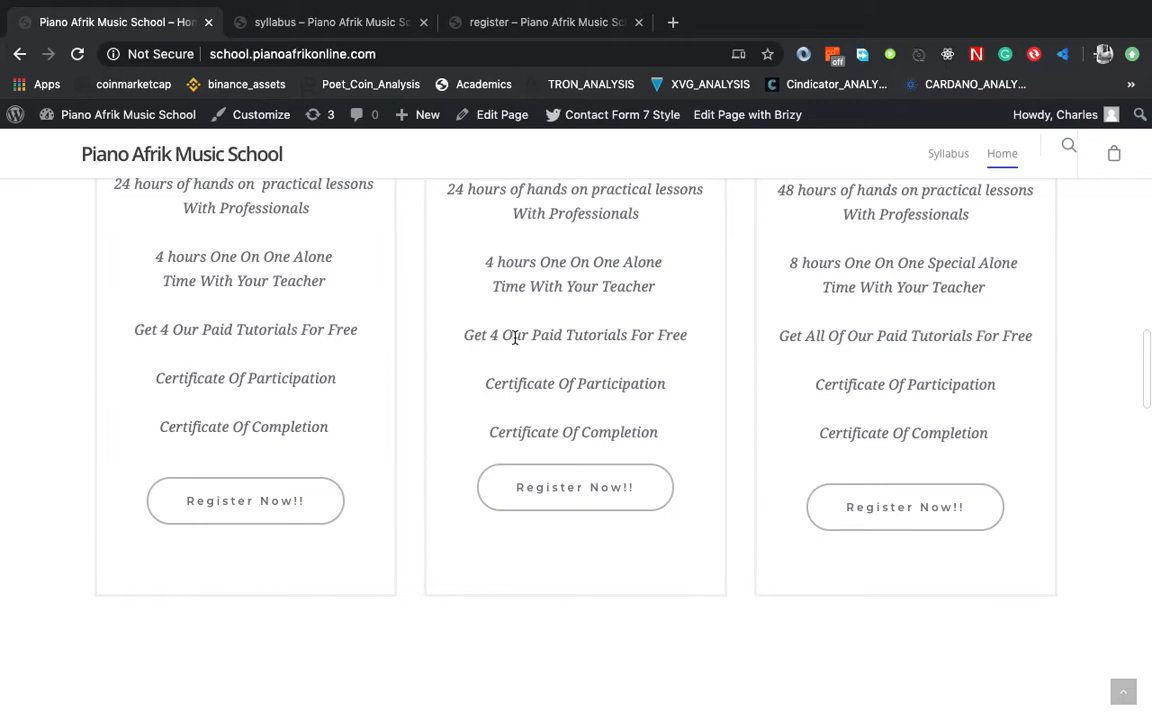 Piano Afrik Music School – Hor
syllabus – Piano Afrik Music Sc
register – Piano Afrik Music Sc
Not Secure
school.pianoafrikonline.com
off
Apps
coinmarketcap
binance_assets
Poet_Coin_Analysis
Academics
TRON_ANALYSIS
XVG_ANALYSIS
Cindicator_ANALY...
CARDANO_ANALY...
»
Piano Afrik Music School
Customize
3
0
New
Edit Page
Contact Form 7 Style
Edit Page with Brizy
Howdy, Charles
Piano Afrik Music School
Syllabus
Home
24 hours of hands on practical lessons
With Professionals
4 hours One On One Alone
Time With Your Teacher
Get 4 Our Paid Tutorials For Free
Certificate Of Participation
Certificate Of Completion
Register Now!!
24 hours of hands on practical lessons
With Professionals
4 hours One On One Alone
Time With Your Teacher
Get 4 Our Paid Tutorials For Free
Certificate Of Participation
Certificate Of Completion
Register Now!!
48 hours of hands on practical lessons
With Professionals
8 hours One On One Special Alone
Time With Your Teacher
Get All Of Our Paid Tutorials For Free
Certificate Of Participation
Certificate Of Completion
Register Now!!